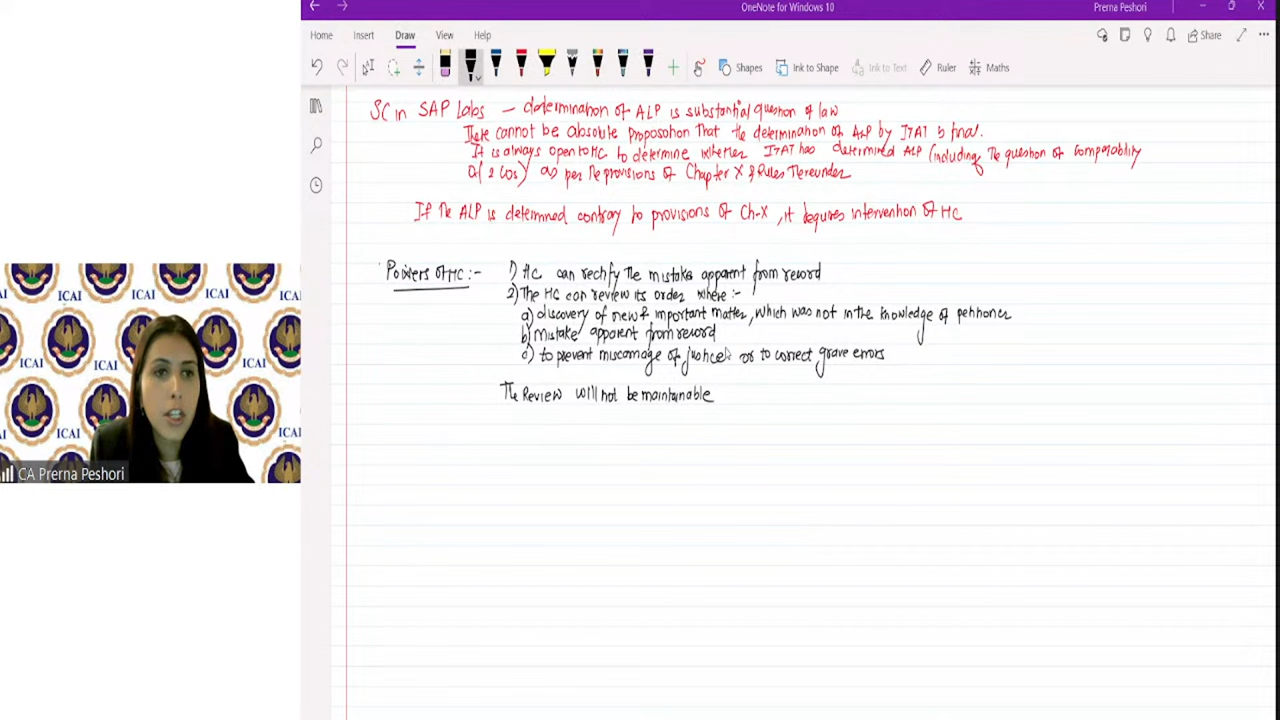 OneNote for Windows 10
Prerna Peshori
Home Insert Draw View Help
Share
Shapes Ink to Shape Ink to Text Ruler Maths
SC in SAP Labs - determination of ALP is substantial question of law
There cannot be absolute proposation that the determination of ALP by ITAT is final.
It is always open to HC to determine whether ITAT has determined ALP (including the question of comparability
of 2 cos) as per the provisions of Chapter X & Rules thereunder
If the ALP is determined contrary to provisions of Ch-X, it requires intervention of HC
Powers of HC :- 1) HC can rectify the mistake apparent from record
2) The HC can review its order where :-
a) discovery of new & important matter, which was not in the knowledge of petitioner
b) mistake apparent from record
c) to prevent miscarriage of justice or to correct grave errors
The Review will not be maintainable
ICAI ICAI ICAI
ICAI ICAI
ICAI ICAI
CA Prerna Peshori